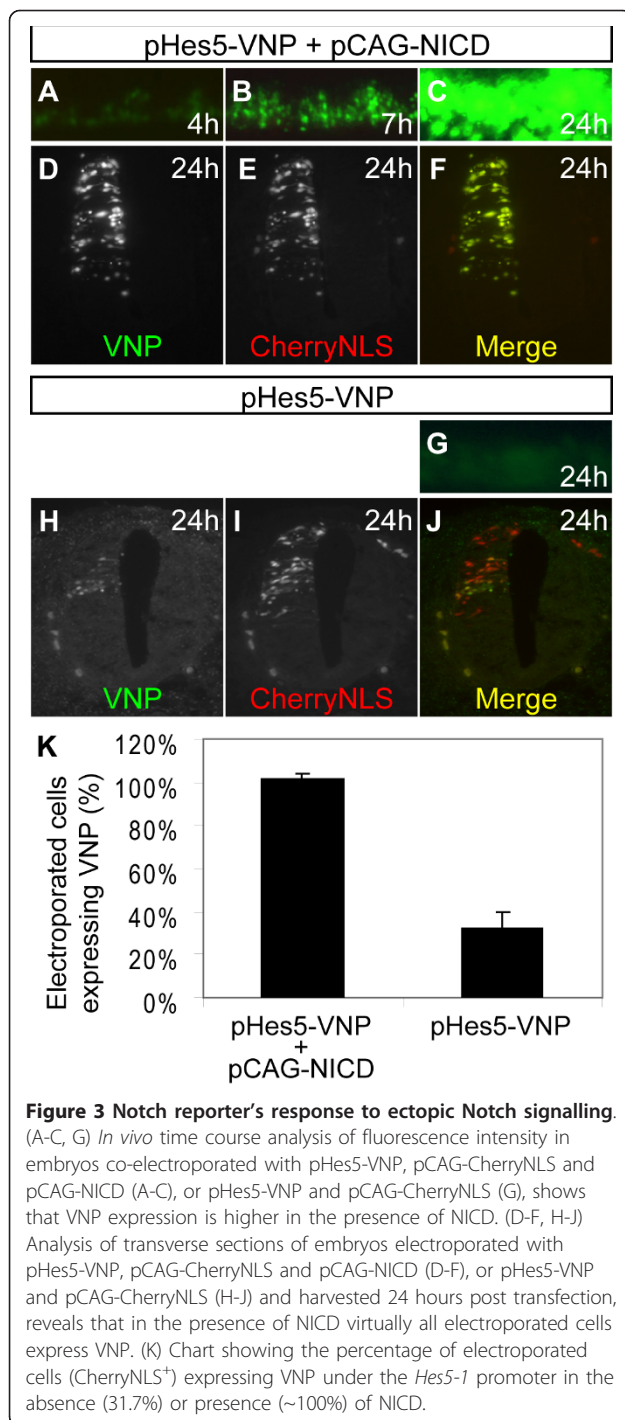 pHes5-VNP + pCAG-NICD
A 4h B 7h C 24h
D 24h E 24h F 24h
VNP CherryNLS Merge
pHes5-VNP
G 24h
H 24h I 24h J 24h
VNP CherryNLS Merge
K
Electroporated cells
expressing VNP (%)
120%
100%
80%
60%
40%
20%
0%
pHes5-VNP
+
pCAG-NICD
pHes5-VNP
Figure 3 Notch reporter's response to ectopic Notch signalling.
(A-C, G) In vivo time course analysis of fluorescence intensity in
embryos co-electroporated with pHes5-VNP, pCAG-CherryNLS and
pCAG-NICD (A-C), or pHes5-VNP and pCAG-CherryNLS (G), shows
that VNP expression is higher in the presence of NICD. (D-F, H-J)
Analysis of transverse sections of embryos electroporated with
pHes5-VNP, pCAG-CherryNLS and pCAG-NICD (D-F), or pHes5-VNP
and pCAG-CherryNLS (H-J) and harvested 24 hours post transfection,
reveals that in the presence of NICD virtually all electroporated cells
express VNP. (K) Chart showing the percentage of electroporated
cells (CherryNLS⁺) expressing VNP under the Hes5-1 promoter in the
absence (31.7%) or presence (~100%) of NICD.